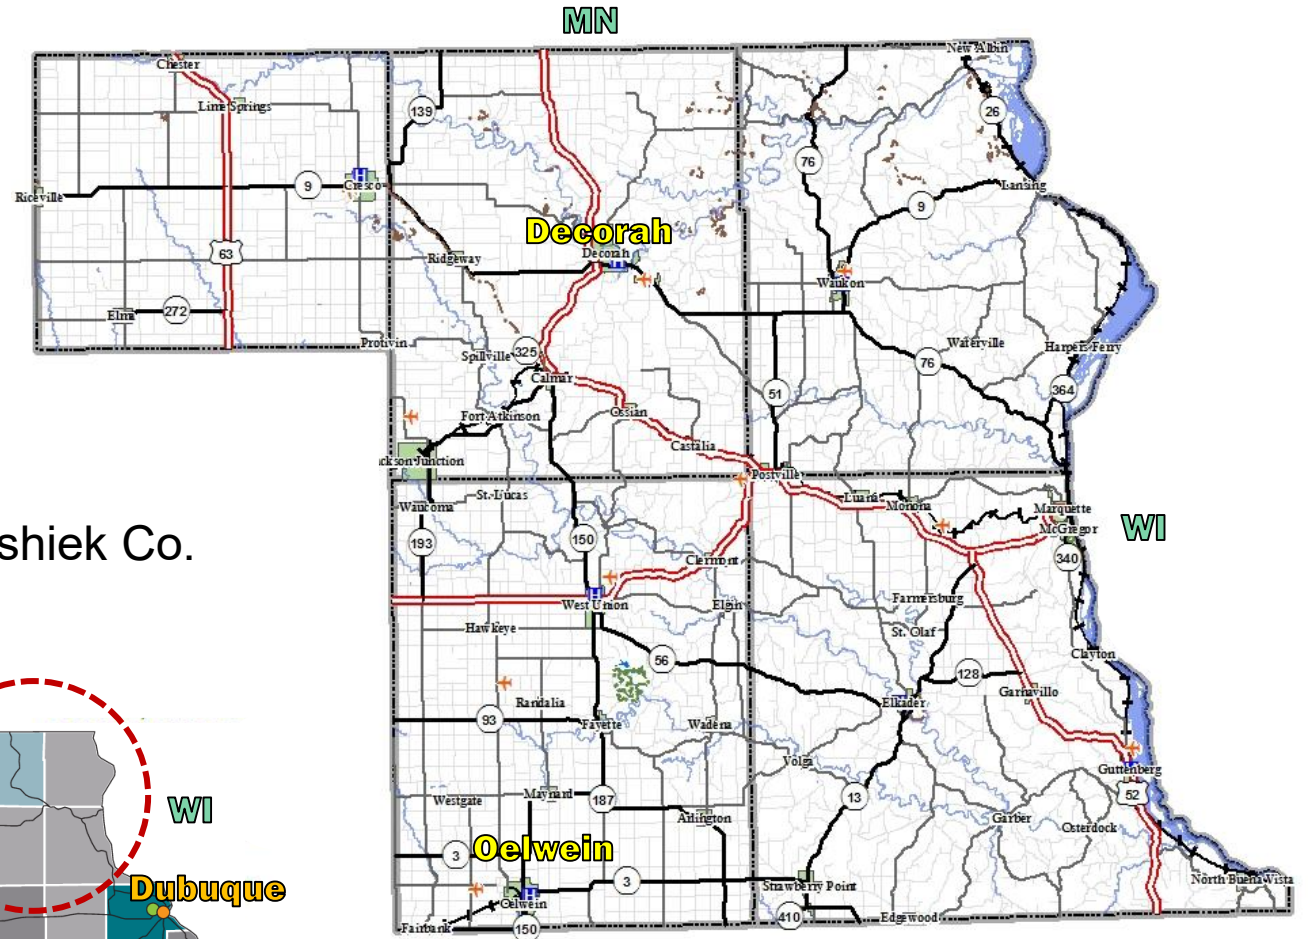 MN
New Albin
Chester
Lime Springs
139
26
76
9
Cresco
Lansing
Riceville
9
Decorah
Decorah
63
Ridgeway
Waukon
Elma
272
Protivin
Spillville
325
Calmar
Waterville
Harpers Ferry
76
364
51
Fort Atkinson
Ossian
Castalia
ckson Junction
Postville
Waucoma
St. Lucas
Luana
Monona
Marquette
McGregor
WI
shiek Co.
193
150
340
Clermont
West Union
Elgin
Farmersburg
Hawkeye
St. Olaf
56
Clayton
128
Garnavillo
Randalia
Elkader
93
Fayette
Wadena
Volga
Guttenberg
52
Westgate
Maynard
187
13
WI
Arlington
Garber
Osterdock
3
Oelwein
3
Dubuque
Strawberry Point
North Buena Vista
Oelwein
410
Edgewood
Fairbank
150